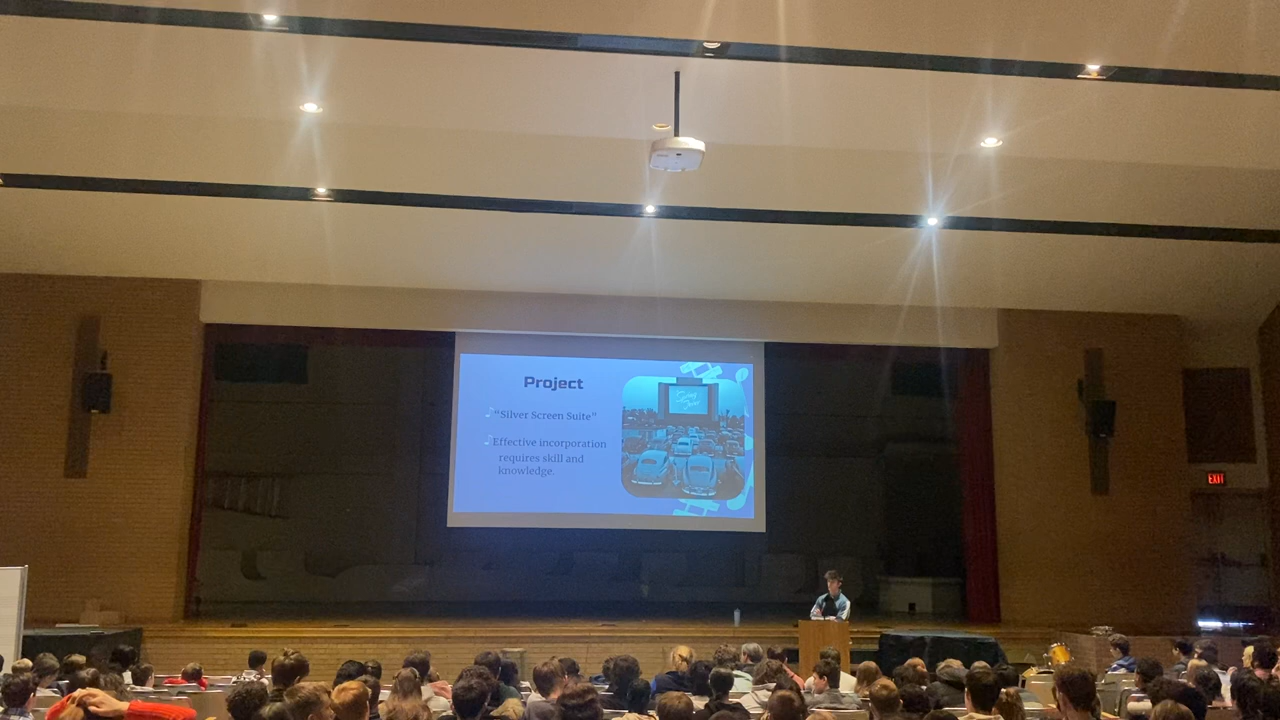 Project
"Silver Screen Suite"
Effective incorporation
requires skill and
knowledge.
EXIT